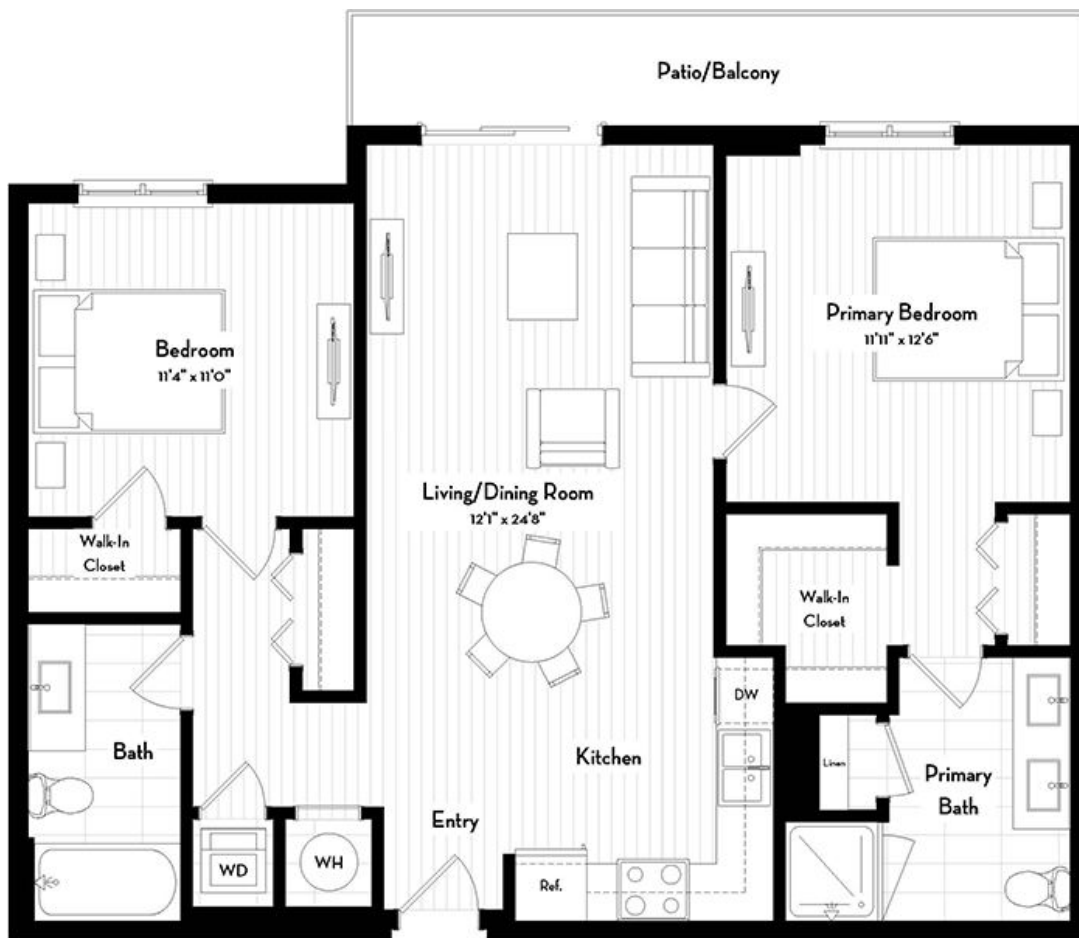 Patio/Balcony
Bedroom
11'4" x 11'0"
Primary Bedroom
11'11" x 12'6"
Living/Dining Room
12'1" x 24'8"
Walk-In
Closet
Walk-In
Closet
DW
Bath
Kitchen
Linen
Primary
Bath
Entry
WD
WH
Ref.